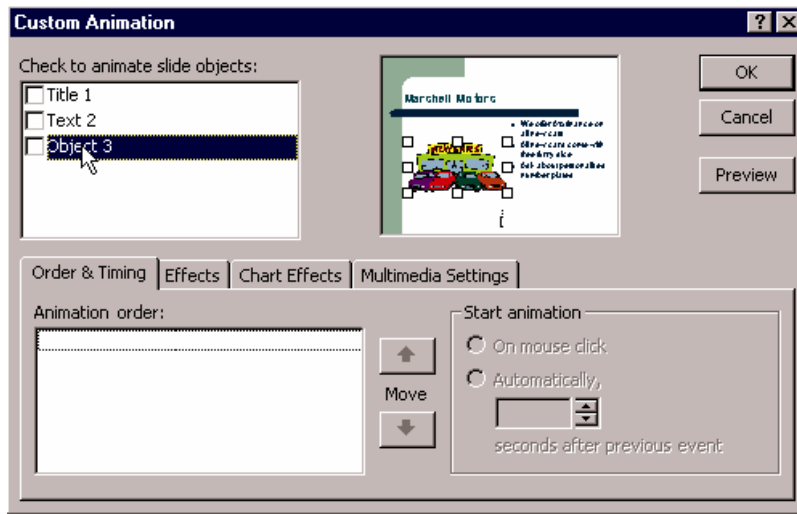 Custom Animation
Check to animate slide objects:
Title 1
Text 2
Object 3
Marshall Motors
OK
Cancel
Preview
Order & Timing
Effects
Chart Effects
Multimedia Settings
Animation order:
Move
Start animation
On mouse click
Automatically,
seconds after previous event